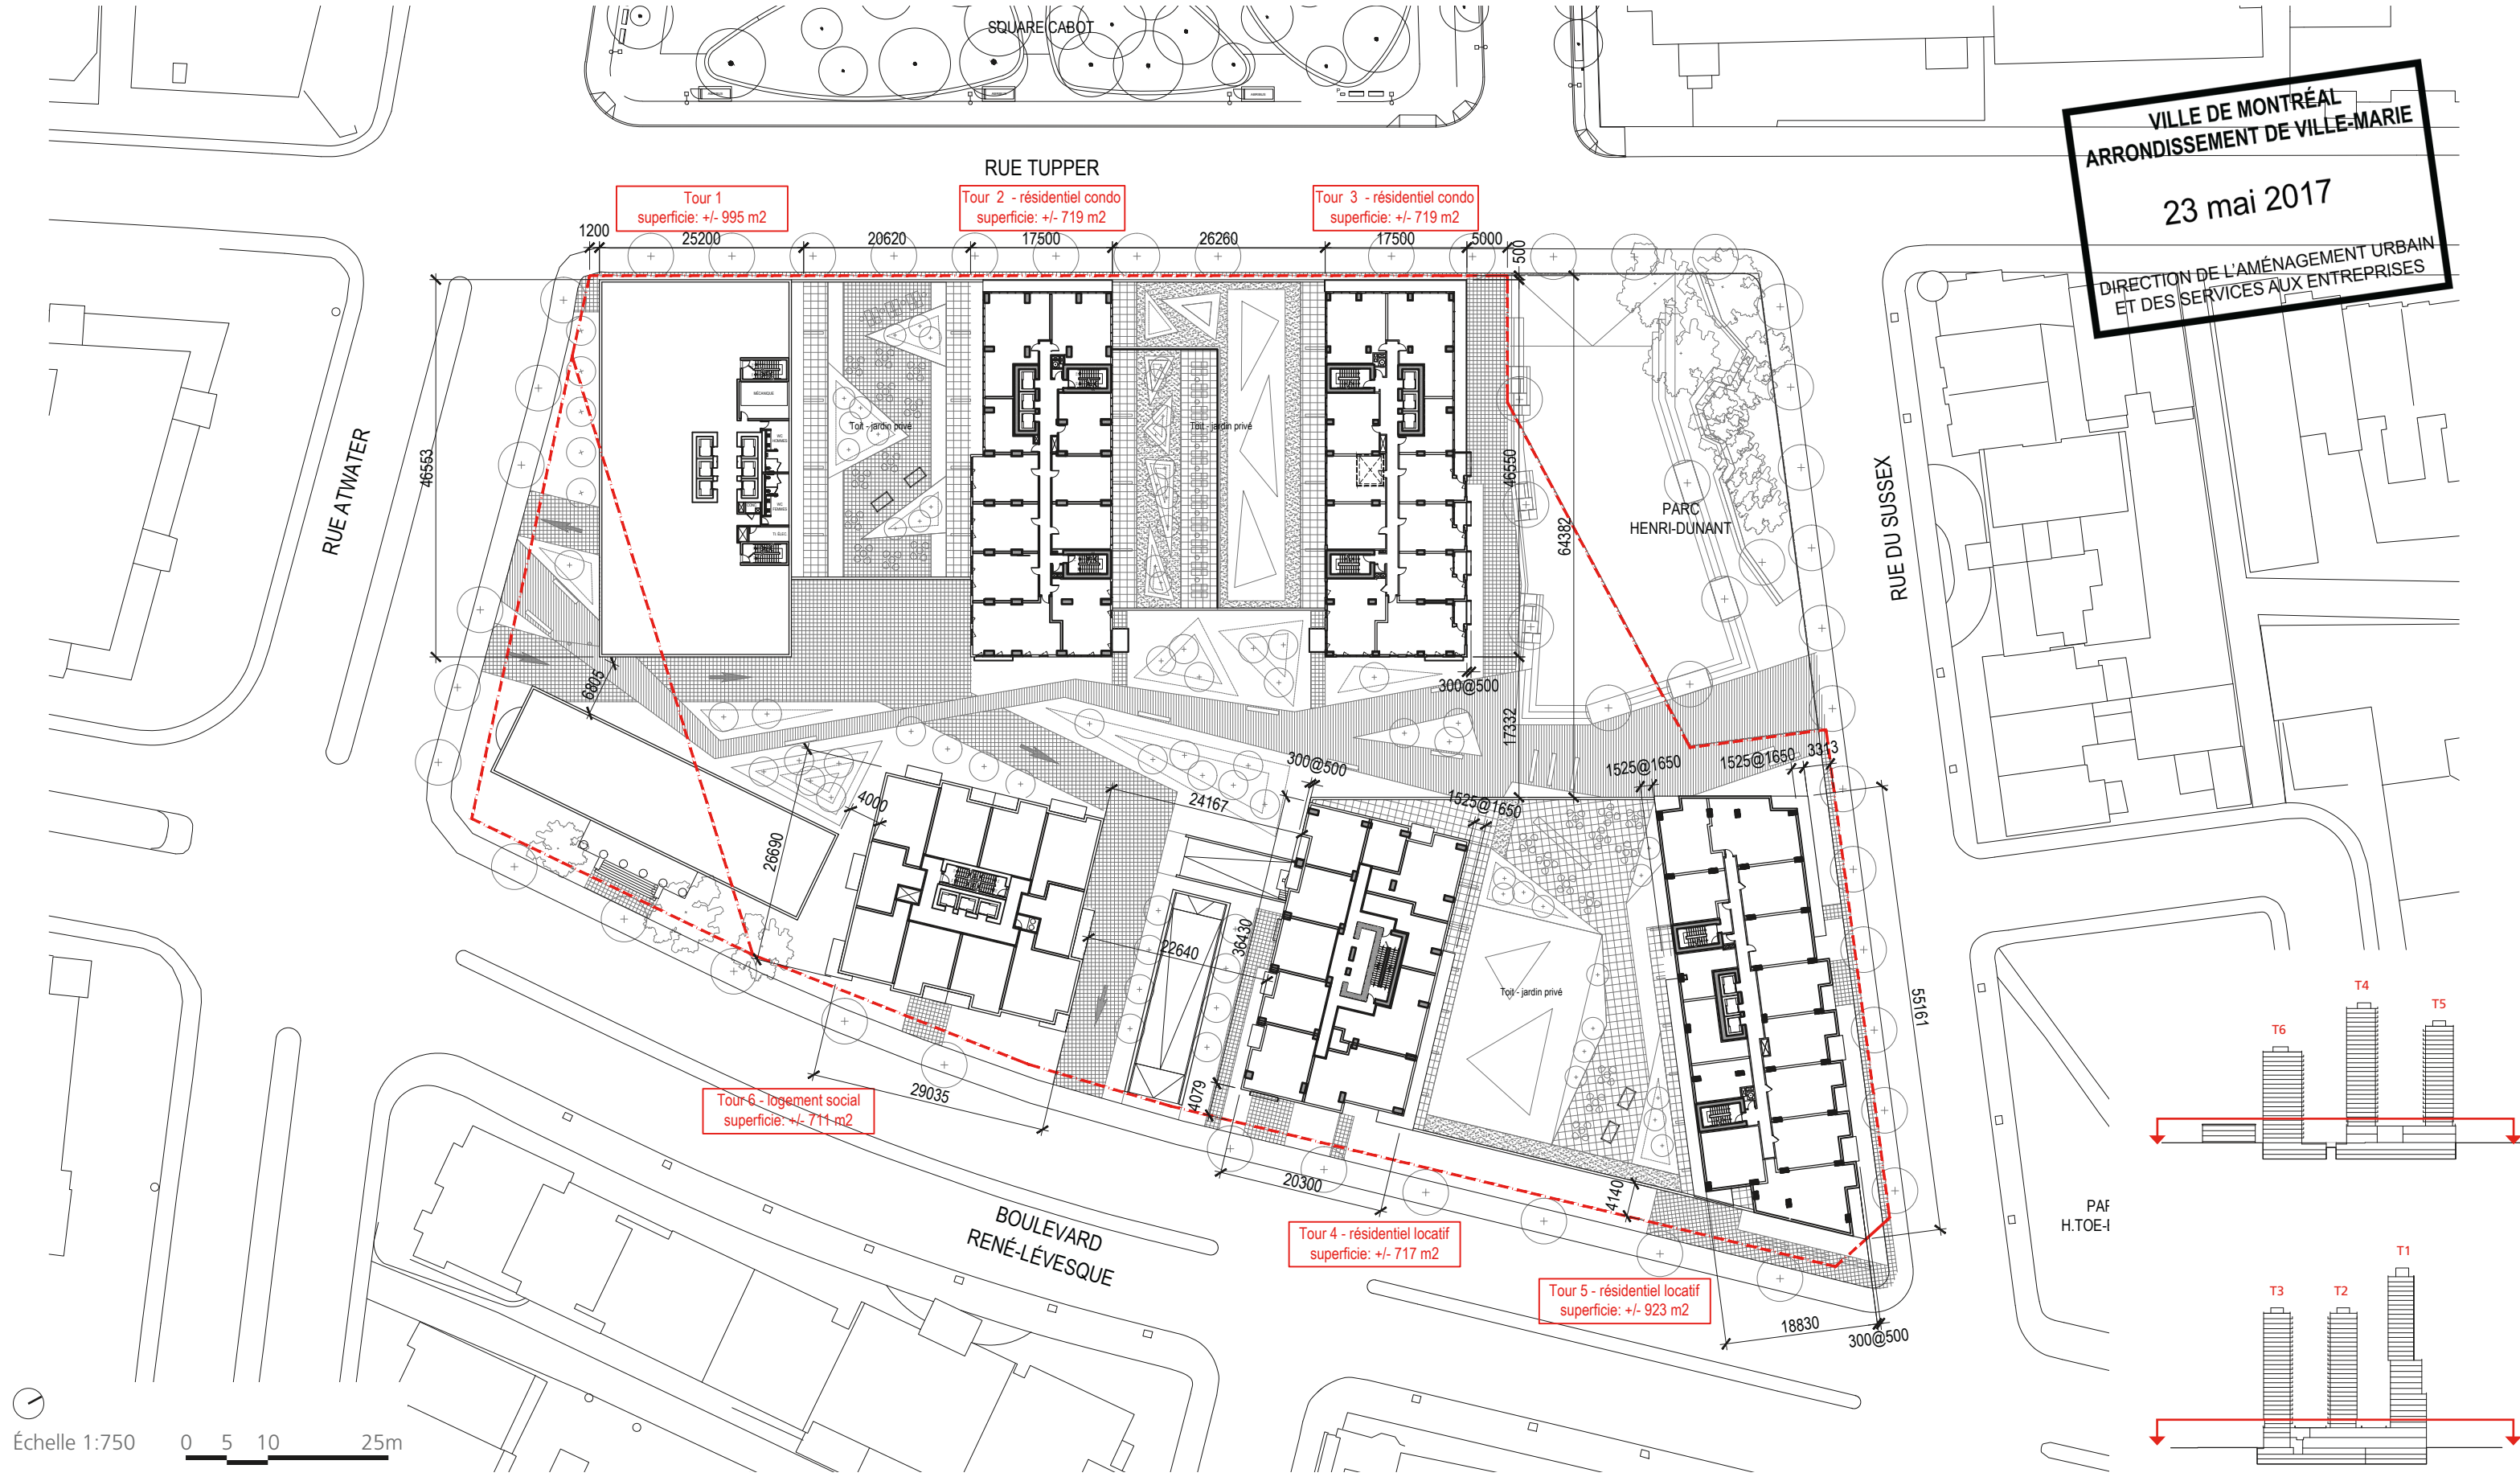 SQUARE CABOT
VILLE DE MONTRÉAL
ARRONDISSEMENT DE VILLE-MARIE
23 mai 2017
DIRECTION DE L'AMÉNAGEMENT URBAIN
ET DES SERVICES AUX ENTREPRISES
RUE TUPPER
Tour 1
superficie: +/- 995 m2
Tour 2 - résidentiel condo
superficie: +/- 719 m2
Tour 3 - résidentiel condo
superficie: +/- 719 m2
1200
25200
20620
17500
26260
17500
5000
500
RUE ATWATER
46553
MÉCANIQUE
WC
HOMMES
WC
FEMMES
Toit - jardin privé
Toit - jardin privé
46550
64382
PARC
HENRI-DUNANT
RUE DU SUSSEX
6805
300@500
17332
300@500
1525@1650
1525@1650
3313
4000
24167
1525@1650
26690
22640
36430
Toit - jardin privé
55161
29035
4079
20300
4140
18830
300@500
Tour 6 - logement social
superficie: +/- 711 m2
Tour 4 - résidentiel locatif
superficie: +/- 717 m2
Tour 5 - résidentiel locatif
superficie: +/- 923 m2
BOULEVARD
RENÉ-LÉVESQUE
T4
T5
T6
T1
T3
T2
Échelle 1:750
0 5 10 25m